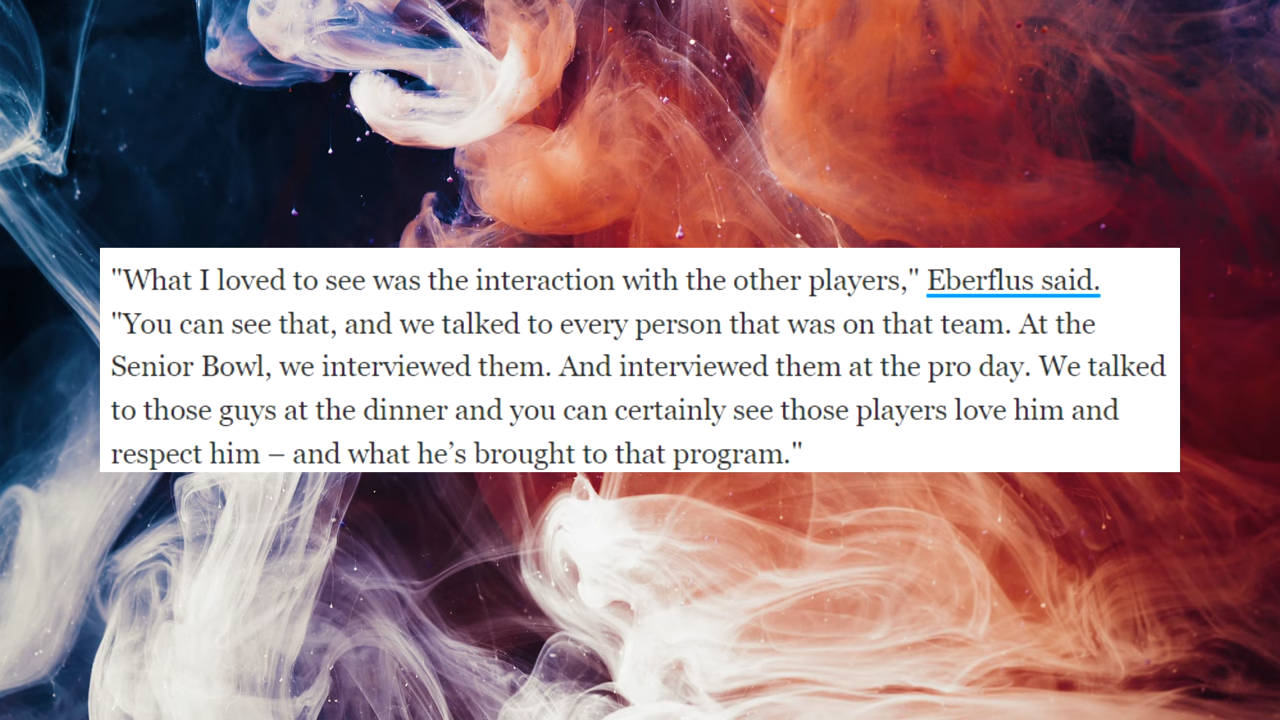 "What I loved to see was the interaction with the other players," Eberflus said.
"You can see that, and we talked to every person that was on that team. At the
Senior Bowl, we interviewed them. And interviewed them at the pro day. We talked
to those guys at the dinner and you can certainly see those players love him and
respect him – and what he’s brought to that program."